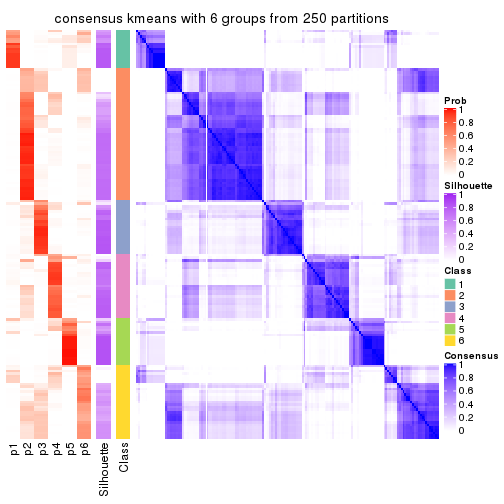 consensus kmeans with 6 groups from 250 partitions
Prob
1
0.8
0.6
0.4
0.2
0
Silhouette
1
0.8
0.6
0.4
0.2
0
Class
1
2
3
4
5
6
Consensus
1
0.8
0.6
0.4
0.2
0
p1
p2
p3
p4
p5
p6
Silhouette
Class